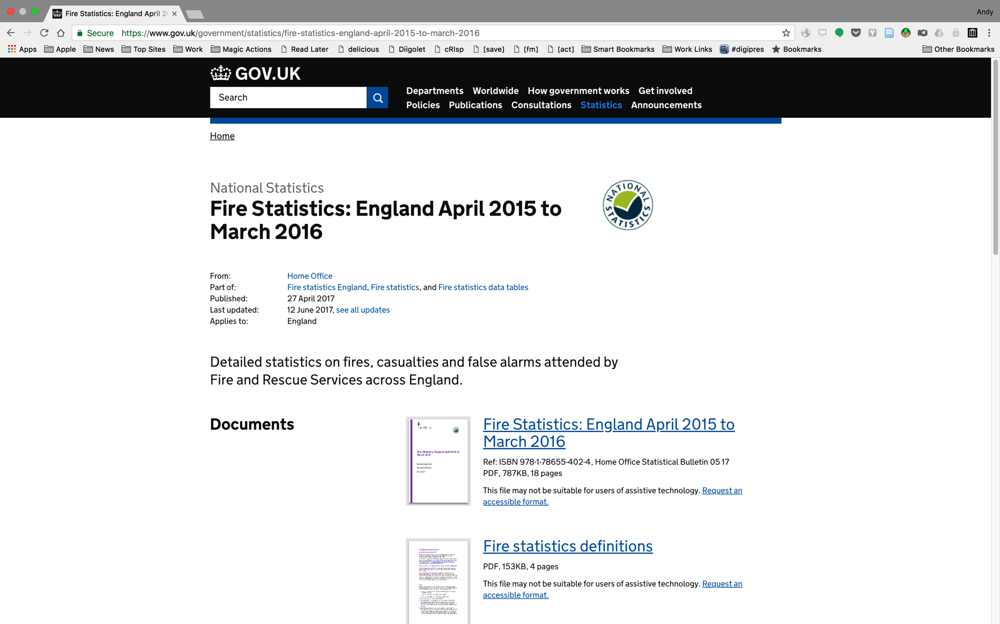 Fire Statistics: England April 20
Andy
Secure https://www.gov.uk/government/statistics/fire-statistics-england-april-2015-to-march-2016
Apps Apple News Top Sites Work Magic Actions Read Later delicious Diigolet cRIsp [save] [fm] [act] Smart Bookmarks Work Links #digipres Bookmarks Other Bookmarks
GOV.UK
Search
Departments Worldwide How government works Get involved
Policies Publications Consultations Statistics Announcements
Home
National Statistics
Fire Statistics: England April 2015 to
March 2016
NATIONAL STATISTICS
From: Home Office
Part of: Fire statistics England, Fire statistics, and Fire statistics data tables
Published: 27 April 2017
Last updated: 12 June 2017, see all updates
Applies to: England
Detailed statistics on fires, casualties and false alarms attended by
Fire and Rescue Services across England.
Documents
Fire Statistics: England April 2015 to
March 2016
Fire Statistics: England April 2015 to
March 2016
Ref: ISBN 978-1-78655-402-4, Home Office Statistical Bulletin 05 17
PDF, 787KB, 18 pages
This file may not be suitable for users of assistive technology. Request an
accessible format.
Fire statistics definitions
PDF, 153KB, 4 pages
This file may not be suitable for users of assistive technology. Request an
accessible format.